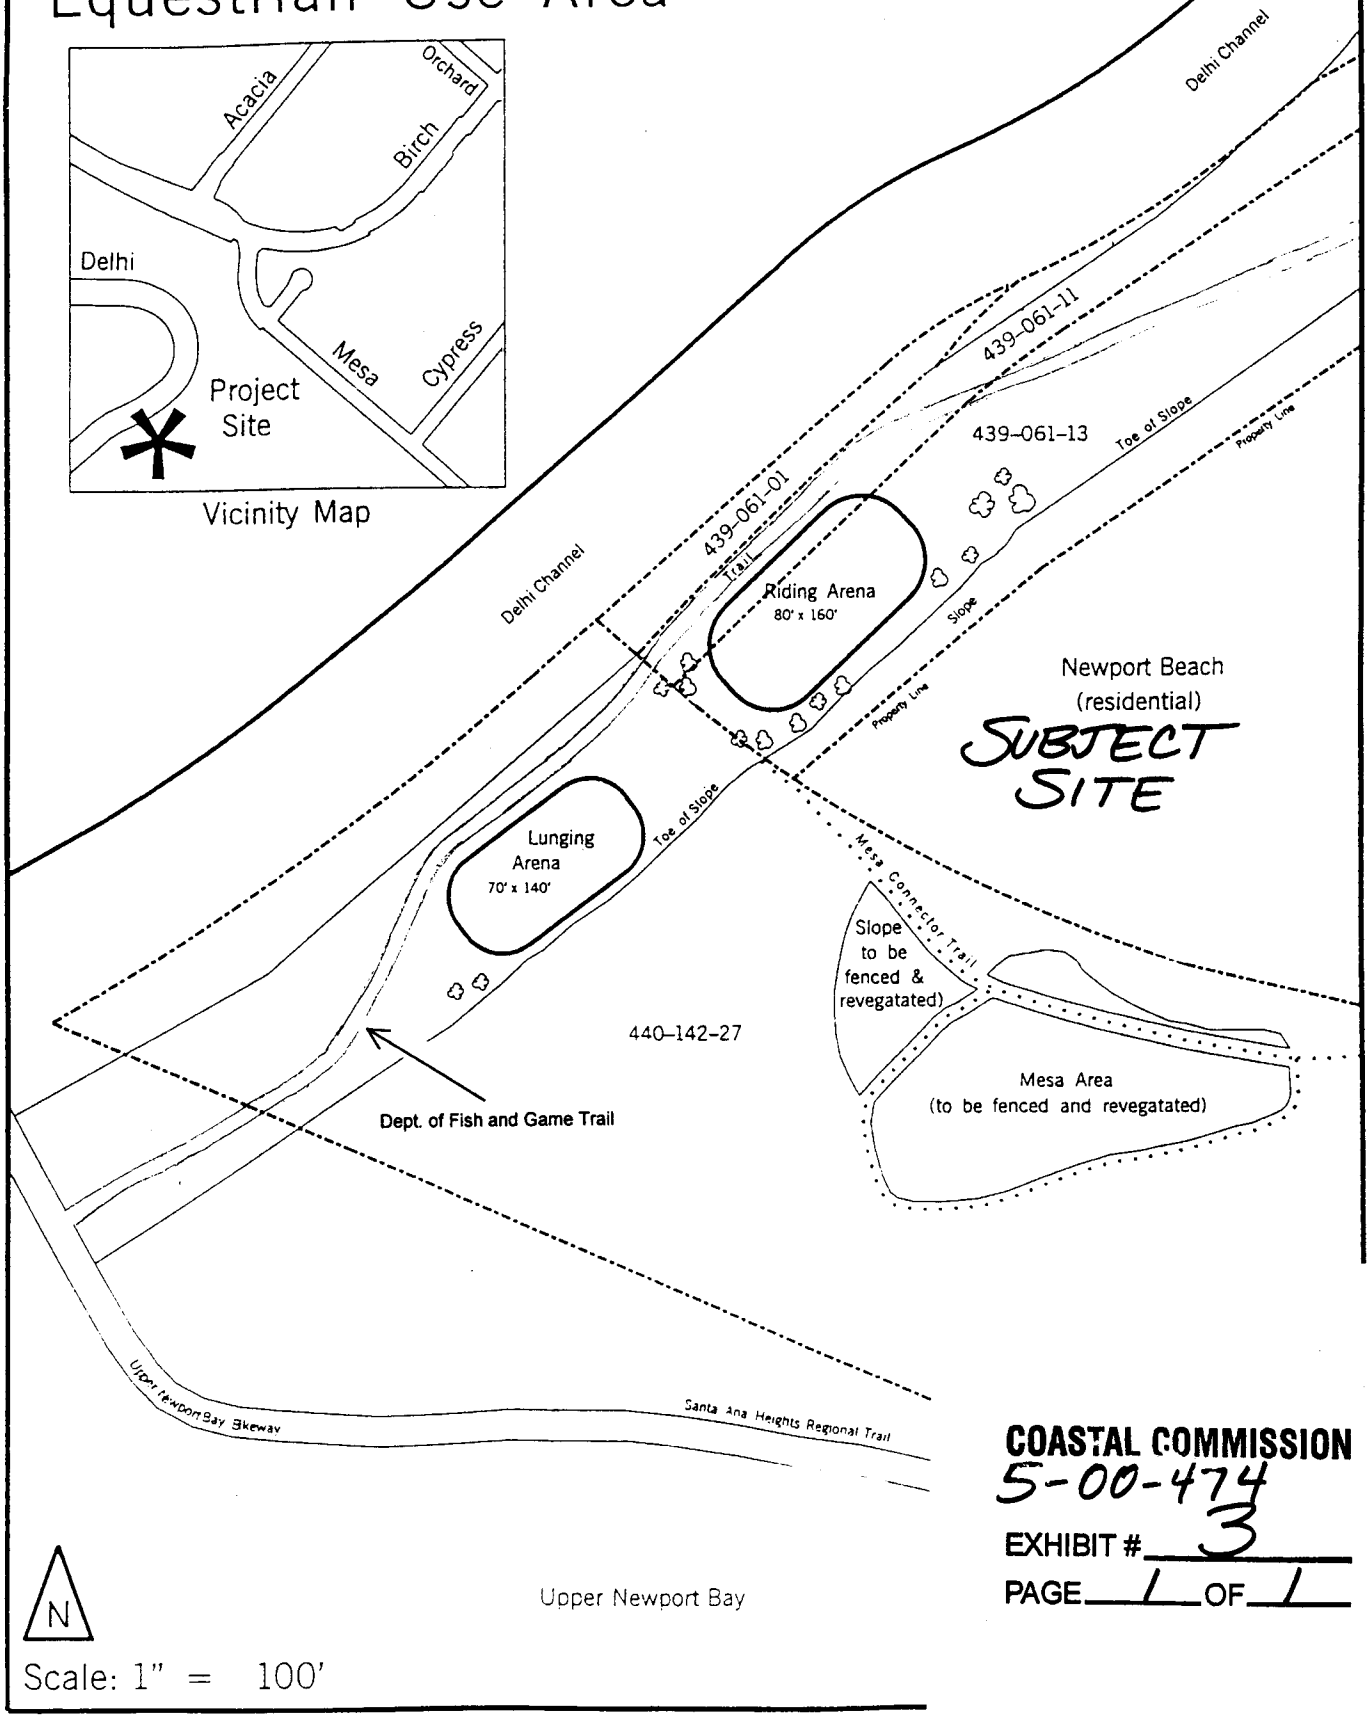 Equestrian Use Area
Acacia
Orchard
Birch
Delhi
Mesa
Cypress
Project
Site
Vicinity Map
Delhi Channel
439-061-11
439-061-13
Toe of Slope
Property Line
439-061-01
Trail
Riding Arena
80' x 160'
Delhi Channel
Slope
Property Line
Newport Beach
(residential)
SUBJECT
SITE
Lunging
Arena
70' x 140'
Toe of Slope
Mesa Connector Trail
Slope
to be
fenced &
revegatated)
440-142-27
Mesa Area
(to be fenced and revegatated)
Dept. of Fish and Game Trail
Upper Newport Bay Bikeway
Santa Ana Heights Regional Trail
COASTAL COMMISSION
5-00-474
EXHIBIT # 3
PAGE 1 OF 1
Upper Newport Bay
N
Scale: 1" = 100'